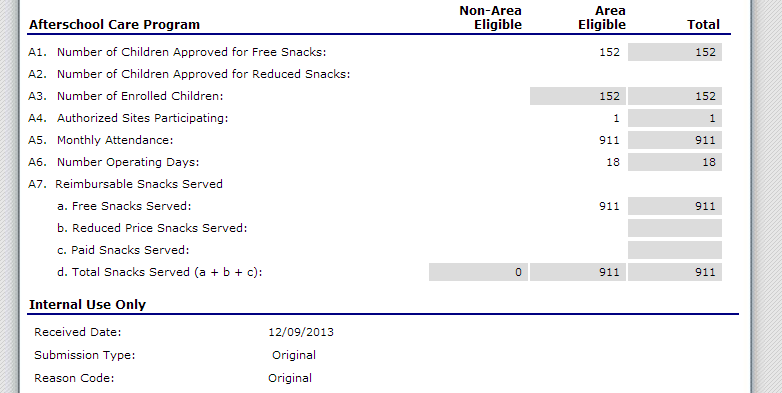 Non-Area Area
Afterschool Care Program Eligible Eligible Total
A1. Number of Children Approved for Free Snacks: 152 152
A2. Number of Children Approved for Reduced Snacks:
A3. Number of Enrolled Children: 152 152
A4. Authorized Sites Participating: 1 1
A5. Monthly Attendance: 911 911
A6. Number Operating Days: 18 18
A7. Reimbursable Snacks Served
a. Free Snacks Served: 911 911
b. Reduced Price Snacks Served:
c. Paid Snacks Served:
d. Total Snacks Served (a + b + c): 0 911 911
Internal Use Only
Received Date: 12/09/2013
Submission Type: Original
Reason Code: Original